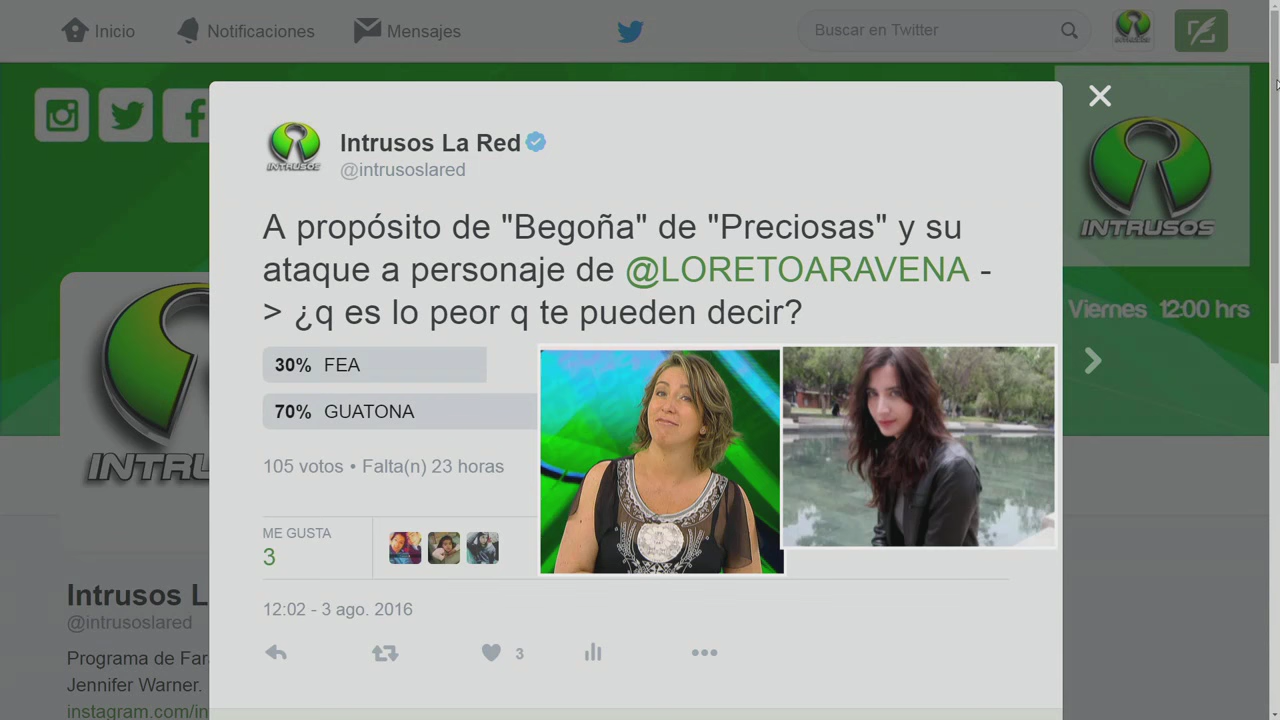 Inicio
Notificaciones
Mensajes
Buscar en Twitter
INTRUSOS
Intrusos La Red
@intrusoslared
INTRUSOS
A propósito de "Begoña" de "Preciosas" y su
ataque a personaje de @LORETOARAVENA -
> ¿q es lo peor q te pueden decir?
Viernes 12:00 hrs
30% FEA
70% GUATONA
105 votos • Falta(n) 23 horas
INTRU
ME GUSTA
3
Intrusos L
@intrusoslared
12:02 - 3 ago. 2016
3
Programa de Far
Jennifer Warner.
instagram.com/in